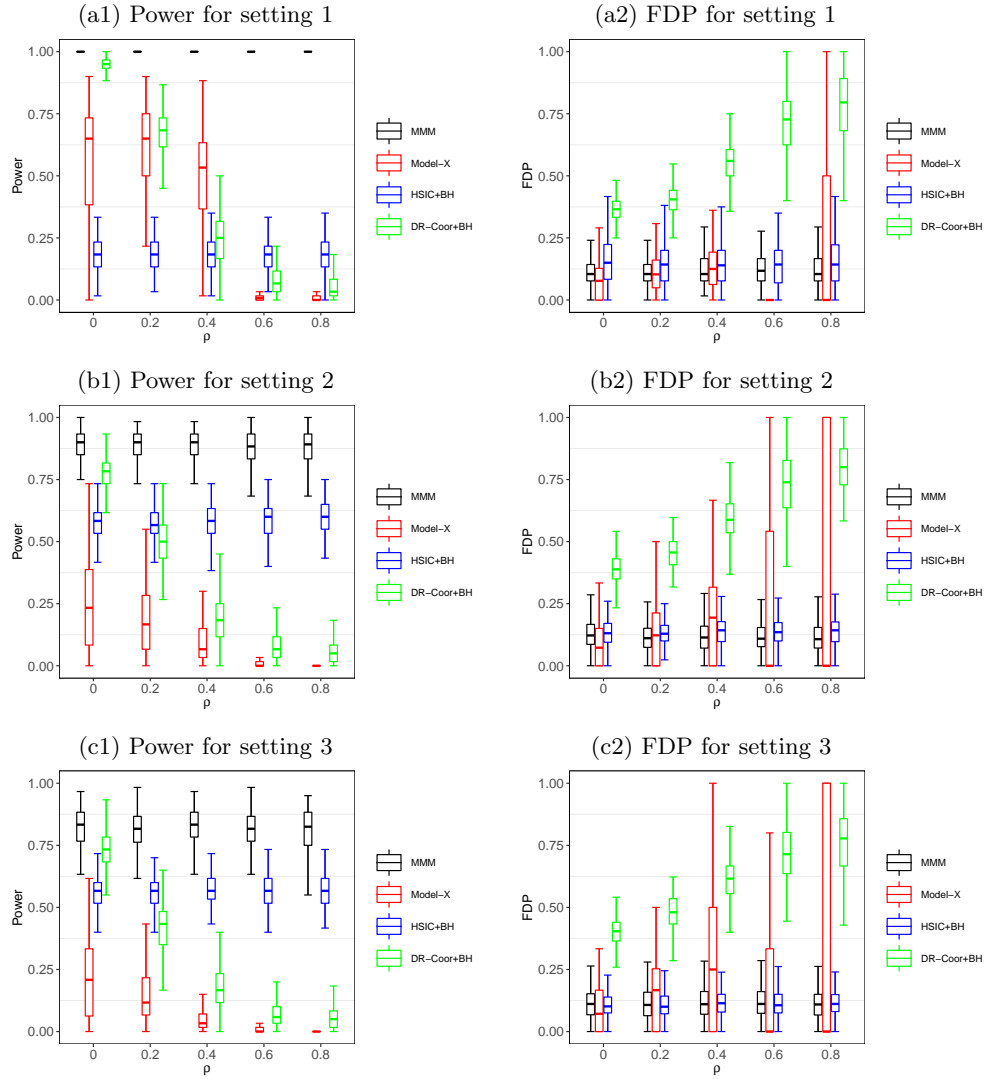 (a1) Power for setting 1
1.00
0.75
0.50
0.25
0.00
Power
0 0.2 0.4 0.6 0.8
ρ
MMM
Model−X
HSIC+BH
DR−Coor+BH
(a2) FDP for setting 1
1.00
0.75
0.50
0.25
0.00
FDP
0 0.2 0.4 0.6 0.8
ρ
MMM
Model−X
HSIC+BH
DR−Coor+BH
(b1) Power for setting 2
1.00
0.75
0.50
0.25
0.00
Power
0 0.2 0.4 0.6 0.8
ρ
MMM
Model−X
HSIC+BH
DR−Coor+BH
(b2) FDP for setting 2
1.00
0.75
0.50
0.25
0.00
FDP
0 0.2 0.4 0.6 0.8
ρ
MMM
Model−X
HSIC+BH
DR−Coor+BH
(c1) Power for setting 3
1.00
0.75
0.50
0.25
0.00
Power
0 0.2 0.4 0.6 0.8
ρ
MMM
Model−X
HSIC+BH
DR−Coor+BH
(c2) FDP for setting 3
1.00
0.75
0.50
0.25
0.00
FDP
0 0.2 0.4 0.6 0.8
ρ
MMM
Model−X
HSIC+BH
DR−Coor+BH